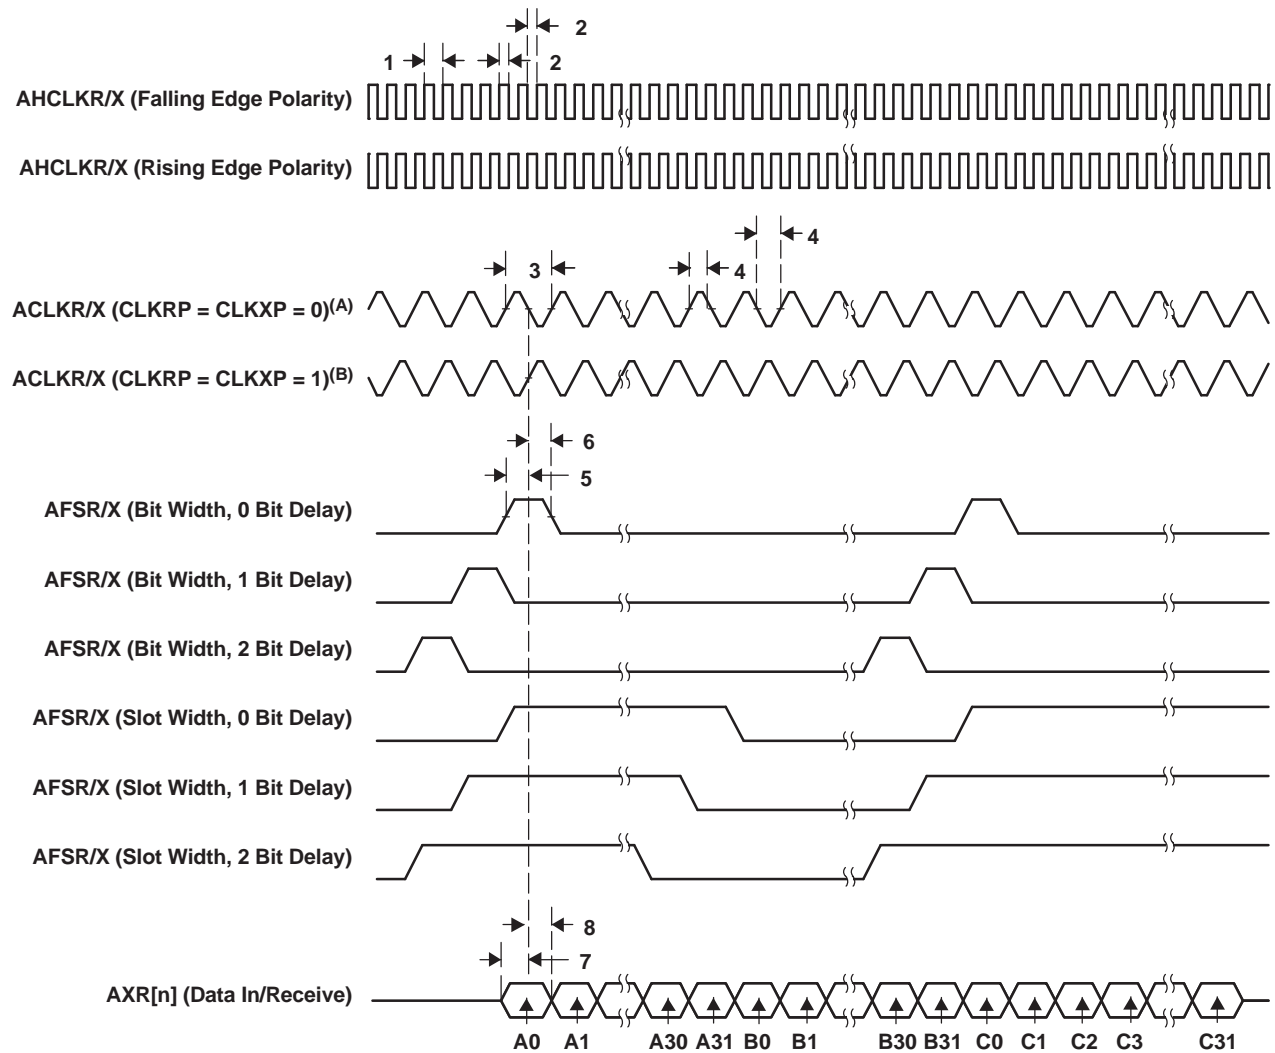 2
1
2
AHCLKR/X (Falling Edge Polarity)
AHCLKR/X (Rising Edge Polarity)
4
3
4
ACLKR/X (CLKRP = CLKXP = 0)(A)
ACLKR/X (CLKRP = CLKXP = 1)(B)
6
5
AFSR/X (Bit Width, 0 Bit Delay)
AFSR/X (Bit Width, 1 Bit Delay)
AFSR/X (Bit Width, 2 Bit Delay)
AFSR/X (Slot Width, 0 Bit Delay)
AFSR/X (Slot Width, 1 Bit Delay)
AFSR/X (Slot Width, 2 Bit Delay)
8
7
AXR[n] (Data In/Receive)
A0 A1 A30 A31 B0 B1 B30 B31 C0 C1 C2 C3 C31